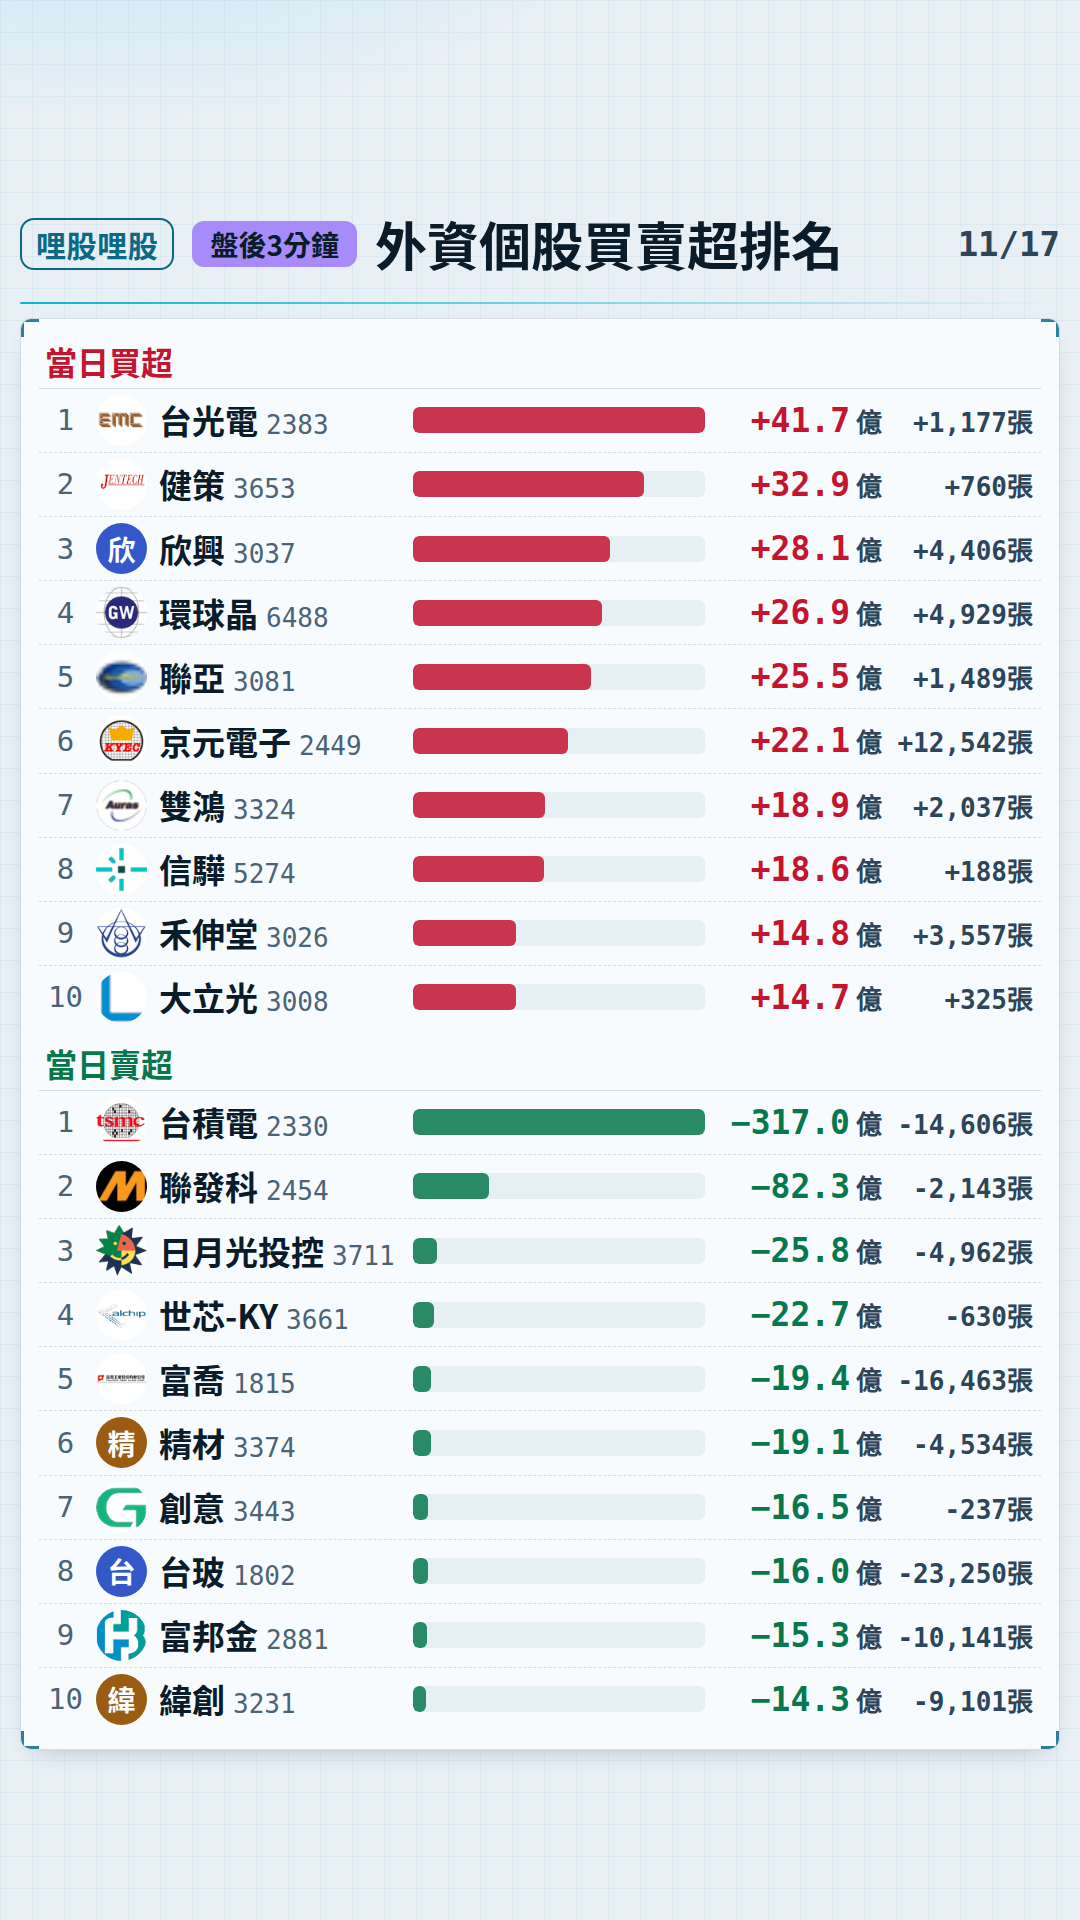 哩股哩股 盤後3分鐘 外資個股買賣超排名 11/17
當日買超
1 EMC 台光電 2383 +41.7 億 +1,177張
2 JENTECH 健策 3653 +32.9 億 +760張
3 欣 欣興 3037 +28.1 億 +4,406張
4 GW 環球晶 6488 +26.9 億 +4,929張
5 聯亞 3081 +25.5 億 +1,489張
6 KYEC 京元電子 2449 +22.1 億 +12,542張
7 Auras 雙鴻 3324 +18.9 億 +2,037張
8 信驊 5274 +18.6 億 +188張
9 禾伸堂 3026 +14.8 億 +3,557張
10 大立光 3008 +14.7 億 +325張
當日賣超
1 tsmc 台積電 2330 −317.0 億 -14,606張
2 聯發科 2454 −82.3 億 -2,143張
3 日月光投控 3711 −25.8 億 -4,962張
4 alchip 世芯-KY 3661 −22.7 億 -630張
5 富喬 1815 −19.4 億 -16,463張
6 精 精材 3374 −19.1 億 -4,534張
7 創意 3443 −16.5 億 -237張
8 台 台玻 1802 −16.0 億 -23,250張
9 富邦金 2881 −15.3 億 -10,141張
10 緯 緯創 3231 −14.3 億 -9,101張